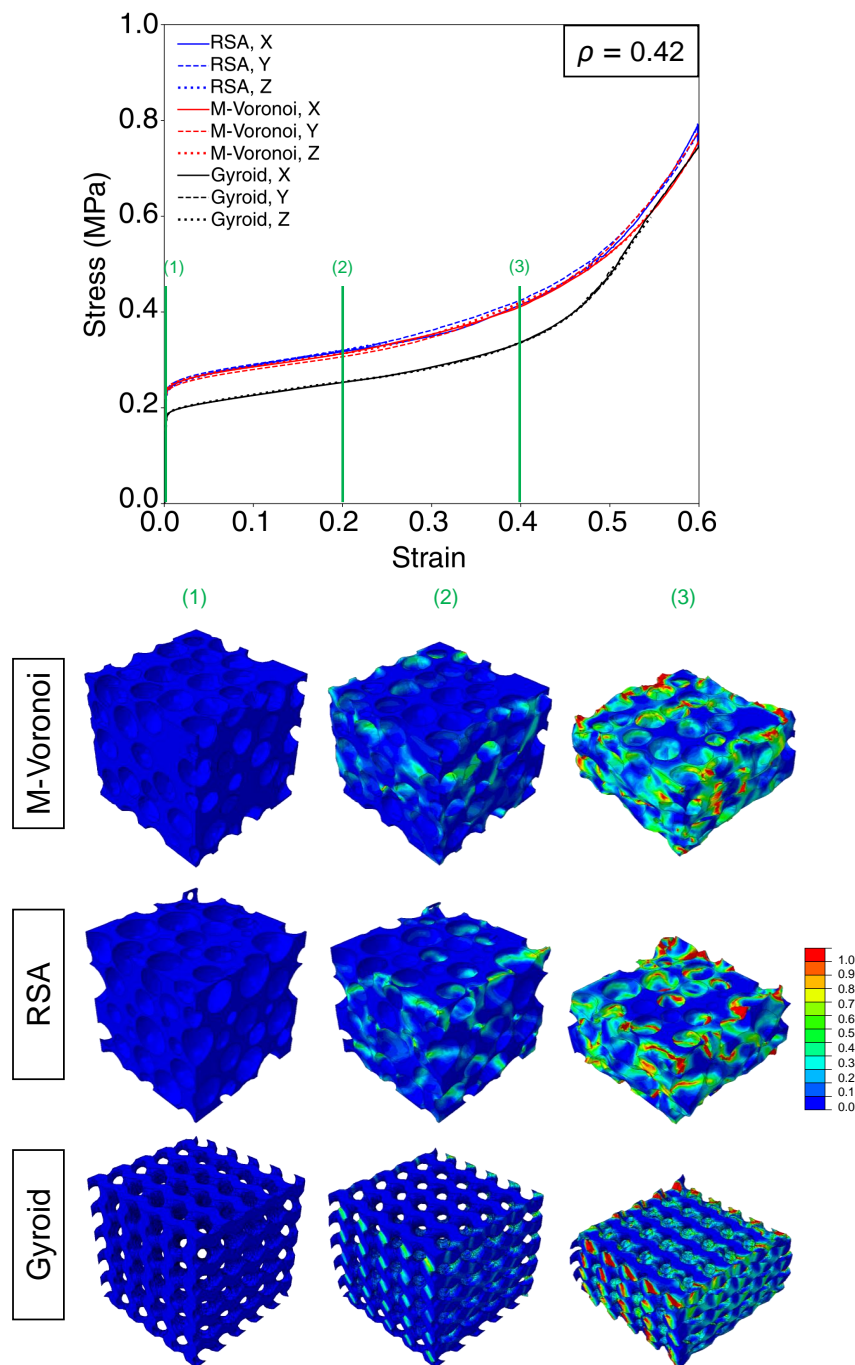 1.0
0.8
0.6
0.4
0.2
0.0
Stress (MPa)
RSA, X
RSA, Y
RSA, Z
M-Voronoi, X
M-Voronoi, Y
M-Voronoi, Z
Gyroid, X
Gyroid, Y
Gyroid, Z
ρ = 0.42
(1)
(2)
(3)
0.0 0.1 0.2 0.3 0.4 0.5 0.6
Strain
(1) (2) (3)
M-Voronoi
RSA
1.0
0.9
0.8
0.7
0.6
0.5
0.4
0.3
0.2
0.1
0.0
Gyroid